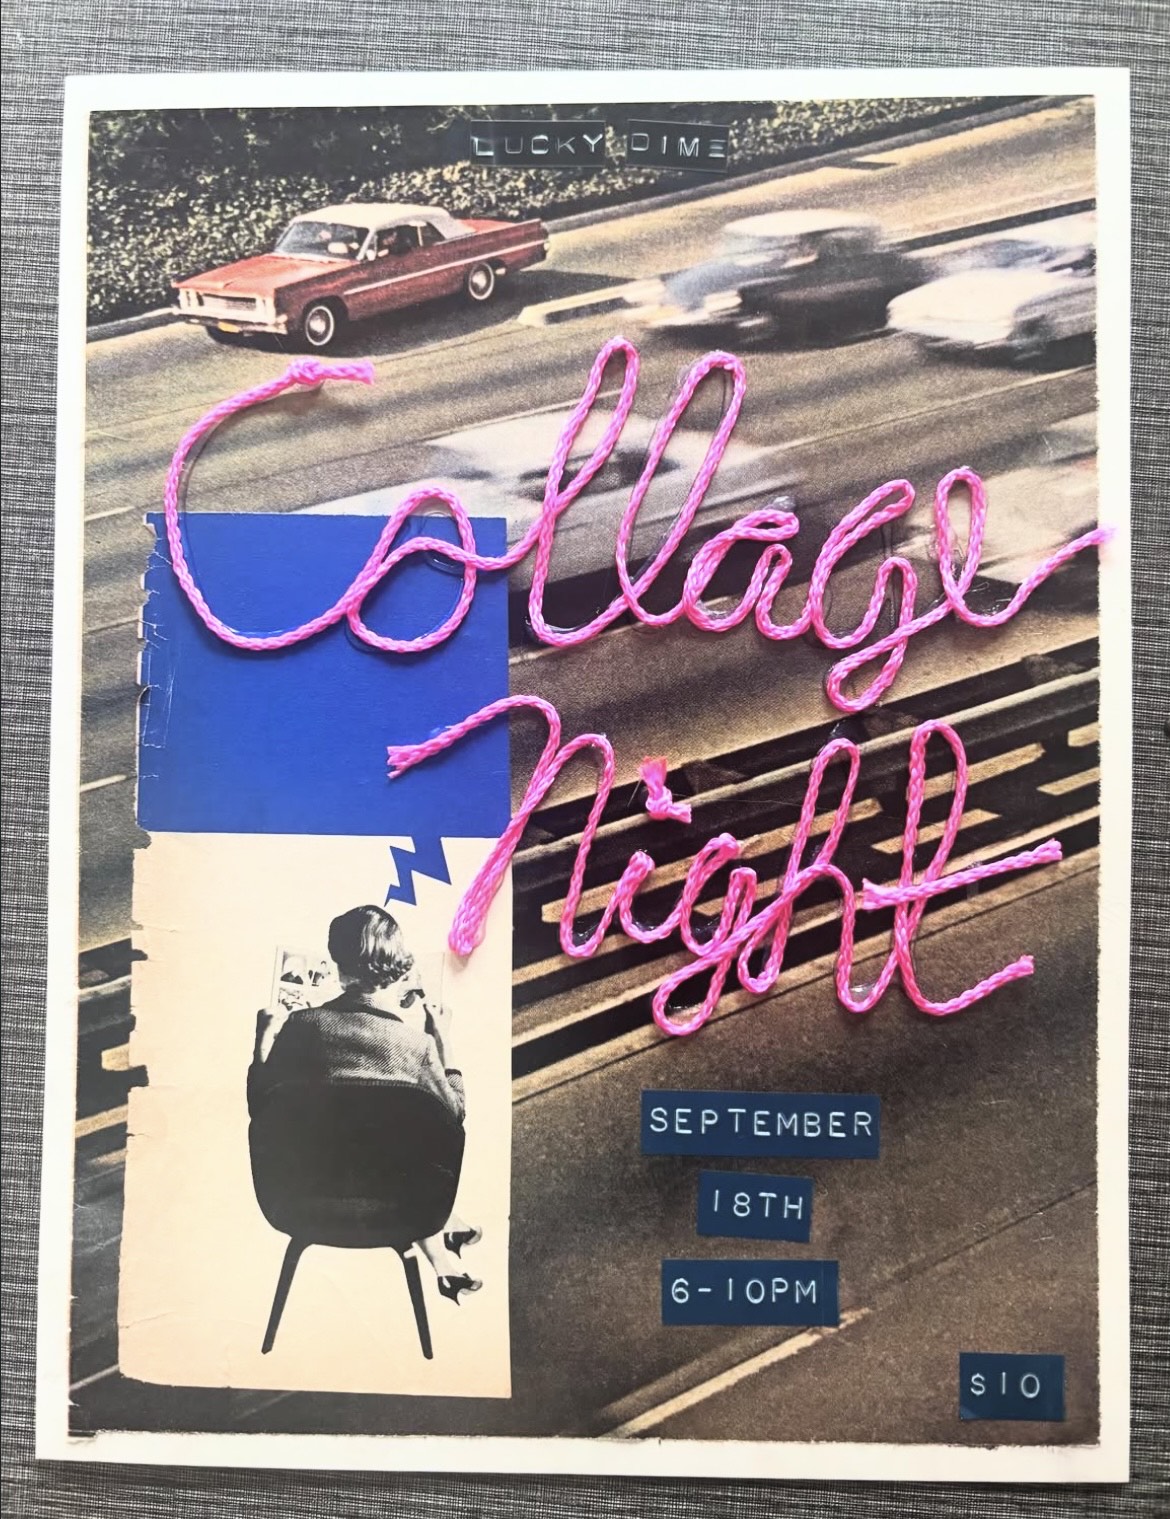 LUCKY DIME
Collage
Night
SEPTEMBER
18TH
6-10PM
$10